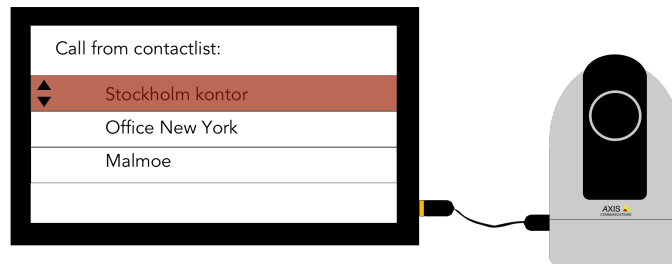 Call from contactlist:
Stockholm kontor
Office New York
Malmoe
AXIS
COMMUNICATIONS